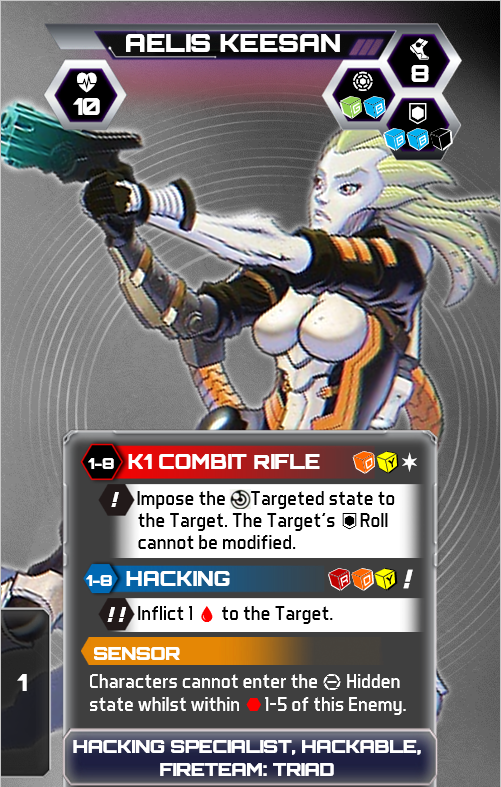 AELIS KEESAN
8
10
G B
B B B
1-8 K1 COMBIT RIFLE O Y
! Impose the Targeted state to
the Target. The Target's Roll
cannot be modified.
1-8 HACKING R O Y !
!! Inflict 1 to the Target.
SENSOR
Characters cannot enter the Hidden
state whilst within 1-5 of this Enemy.
1
HACKING SPECIALIST, HACKABLE,
FIRETEAM: TRIAD